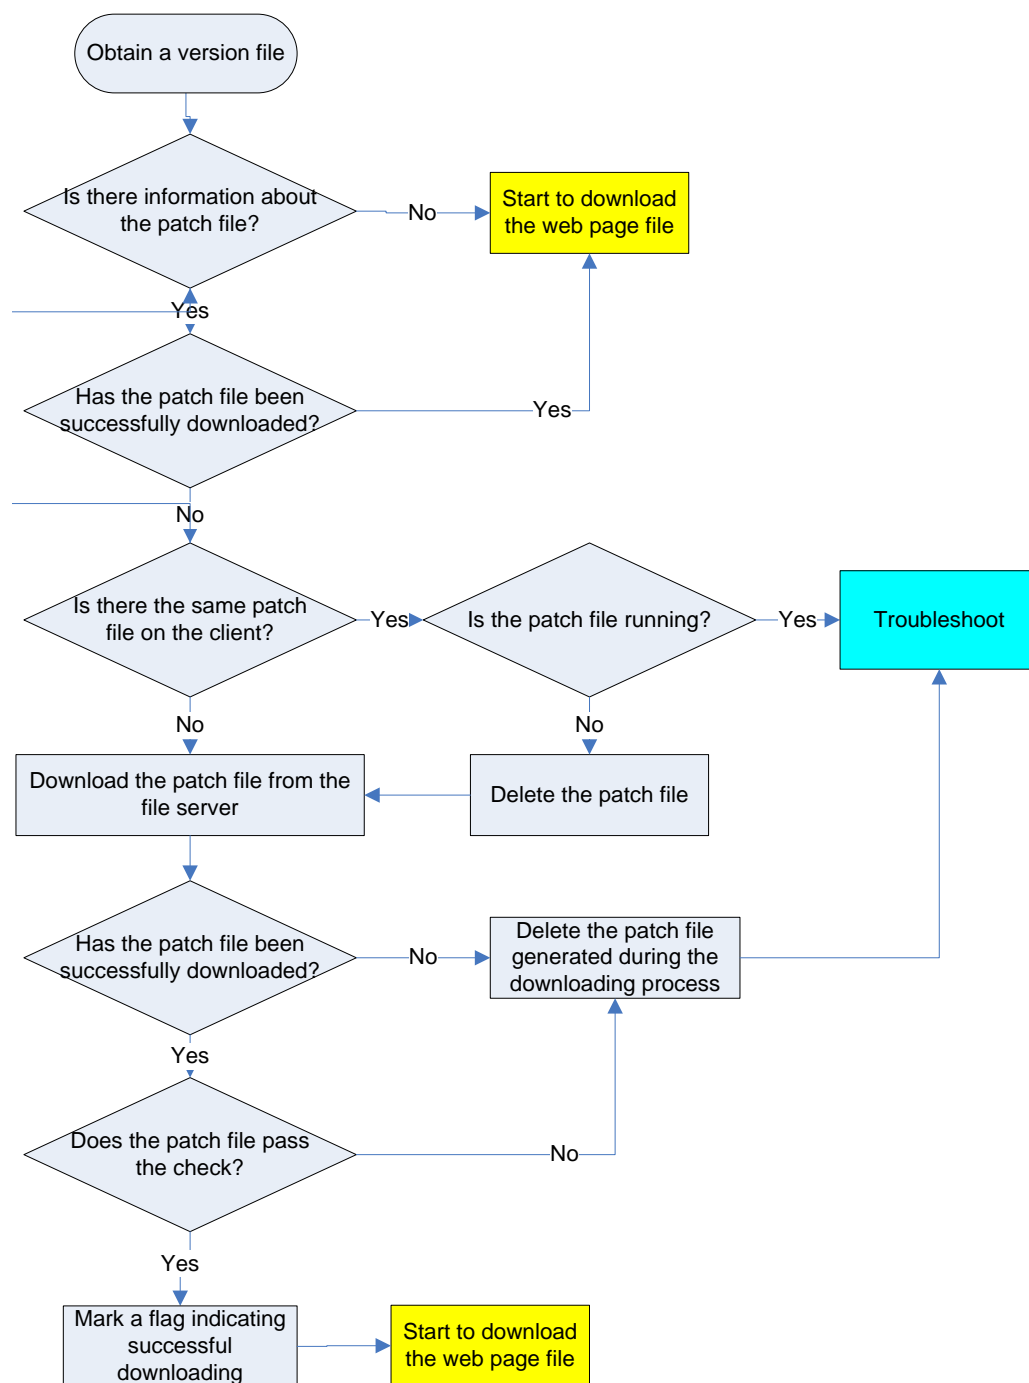 Obtain a version file
Is there information about
the patch file?
No
Start to download
the web page file
Yes
Has the patch file been
successfully downloaded?
Yes
No
Is there the same patch
file on the client?
Yes
Is the patch file running?
Yes
Troubleshoot
No
No
Download the patch file from the
file server
Delete the patch file
Has the patch file been
successfully downloaded?
No
Delete the patch file
generated during the
downloading process
Yes
Does the patch file pass
the check?
No
Yes
Mark a flag indicating
successful
downloading
Start to download
the web page file